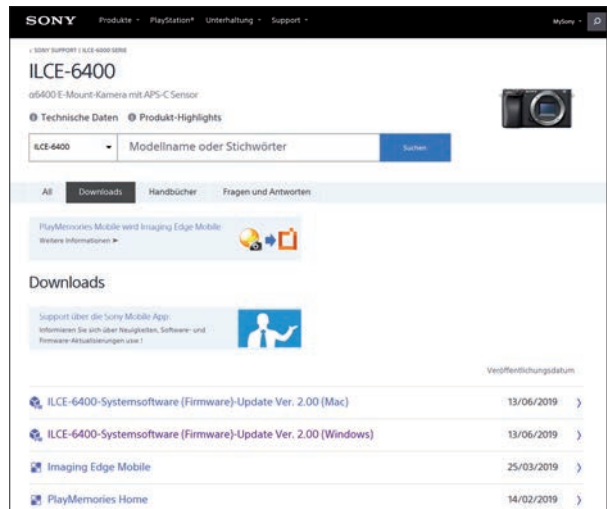 SONY Produkte PlayStation® Unterhaltung Support MySony
‹ SONY SUPPORT | ILCE-6000 SERIE
ILCE-6400
α6400 E-Mount-Kamera mit APS-C Sensor
Technische Daten Produkt-Highlights
ILCE-6400 Modellname oder Stichwörter Suchen
All Downloads Handbücher Fragen und Antworten
PlayMemories Mobile wird Imaging Edge Mobile
Weitere Informationen ►
Downloads
Support über die Sony Mobile App:
Informieren Sie sich über Neuigkeiten, Software- und
Firmware-Aktualisierungen usw.!
Veröffentlichungsdatum
ILCE-6400-Systemsoftware (Firmware)-Update Ver. 2.00 (Mac) 13/06/2019
ILCE-6400-Systemsoftware (Firmware)-Update Ver. 2.00 (Windows) 13/06/2019
Imaging Edge Mobile 25/03/2019
PlayMemories Home 14/02/2019